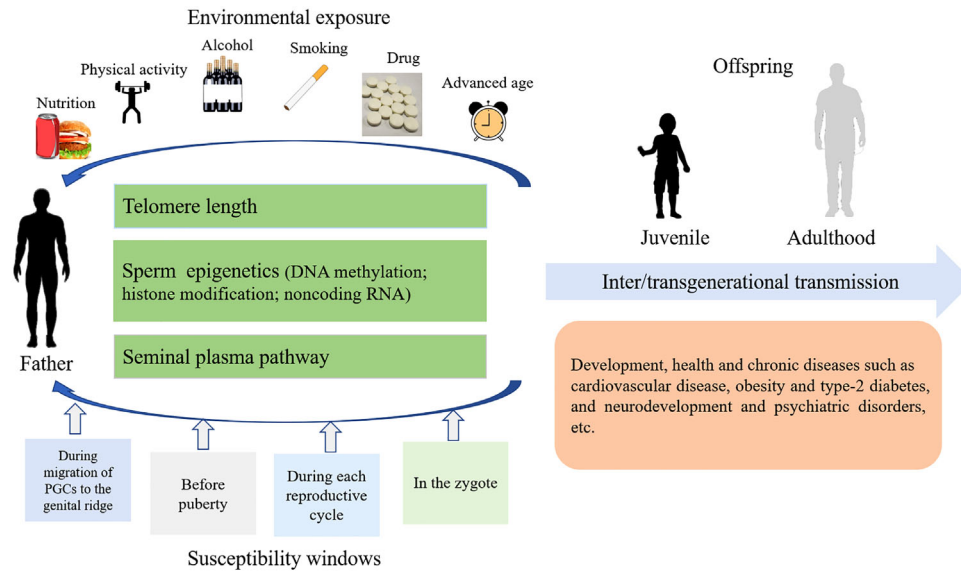 Environmental exposure
Nutrition
Physical activity
Alcohol
Smoking
Drug
Advanced age
Father
Telomere length
Sperm epigenetics (DNA methylation;
histone modification; noncoding RNA)
Seminal plasma pathway
During
migration of
PGCs to the
genital ridge
Before
puberty
During each
reproductive
cycle
In the zygote
Susceptibility windows
Offspring
Juvenile
Adulthood
Inter/transgenerational transmission
Development, health and chronic diseases such as
cardiovascular disease, obesity and type-2 diabetes,
and neurodevelopment and psychiatric disorders,
etc.